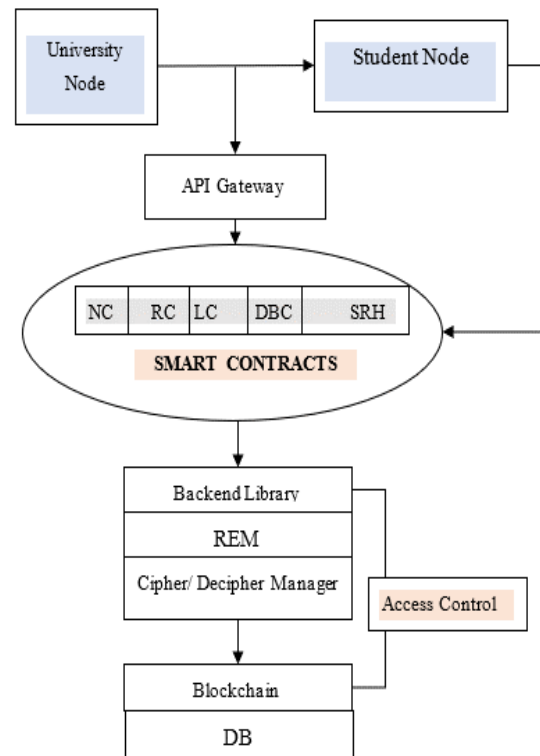 University
Node
Student Node
API Gateway
NC RC LC DBC SRH
SMART CONTRACTS
Backend Library
REM
Cipher/ Decipher Manager
Access Control
Blockchain
DB